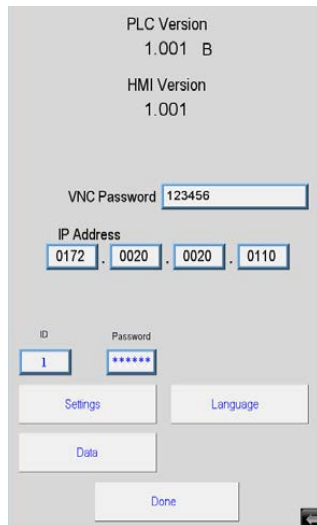 PLC Version
1.001 B
HMI Version
1.001
VNC Password 123456
IP Address
0172 . 0020 . 0020 . 0110
ID Password
1 ******
Settings Language
Data
Done